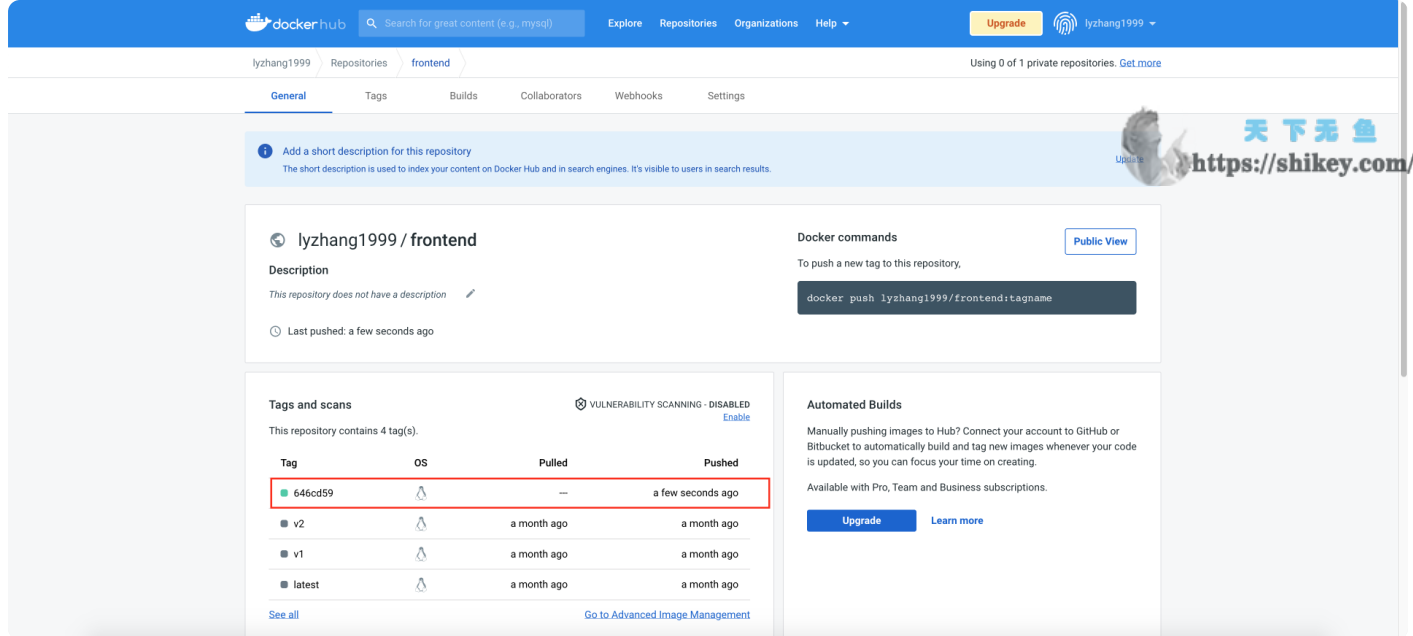 dockerhub Search for great content (e.g., mysql) Explore Repositories Organizations Help Upgrade lyzhang1999
lyzhang1999 Repositories frontend Using 0 of 1 private repositories. Get more
General Tags Builds Collaborators Webhooks Settings
天下无鱼
https://shikey.com/
Add a short description for this repository
The short description is used to index your content on Docker Hub and in search engines. It's visible to users in search results.
Update
lyzhang1999 / frontend
Description
This repository does not have a description
Last pushed: a few seconds ago
Docker commands
Public View
To push a new tag to this repository,
docker push lyzhang1999/frontend:tagname
Tags and scans
VULNERABILITY SCANNING - DISABLED
Enable
This repository contains 4 tag(s).
Tag OS Pulled Pushed
646cd59 --- a few seconds ago
v2 a month ago a month ago
v1 a month ago a month ago
latest a month ago a month ago
See all Go to Advanced Image Management
Automated Builds
Manually pushing images to Hub? Connect your account to GitHub or
Bitbucket to automatically build and tag new images whenever your code
is updated, so you can focus your time on creating.
Available with Pro, Team and Business subscriptions.
Upgrade Learn more